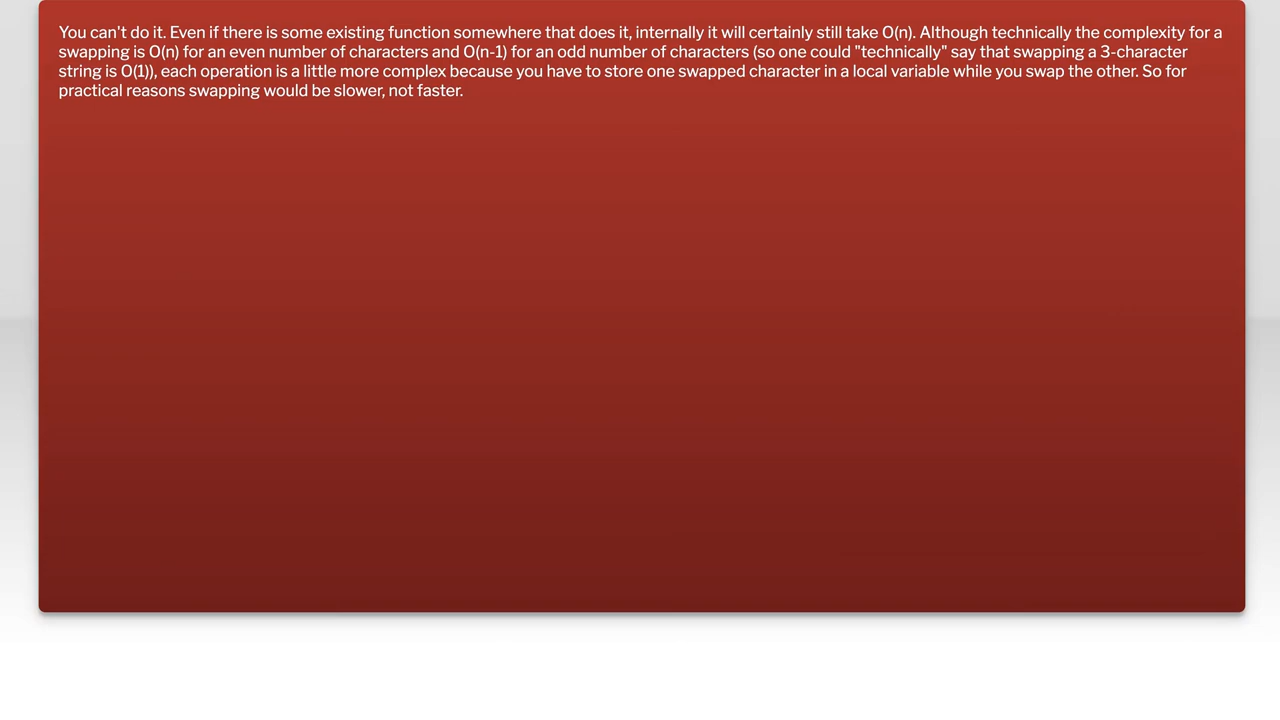 You can't do it. Even if there is some existing function somewhere that does it, internally it will certainly still take O(n). Although technically the complexity for a
swapping is O(n) for an even number of characters and O(n-1) for an odd number of characters (so one could "technically" say that swapping a 3-character
string is O(1)), each operation is a little more complex because you have to store one swapped character in a local variable while you swap the other. So for
practical reasons swapping would be slower, not faster.